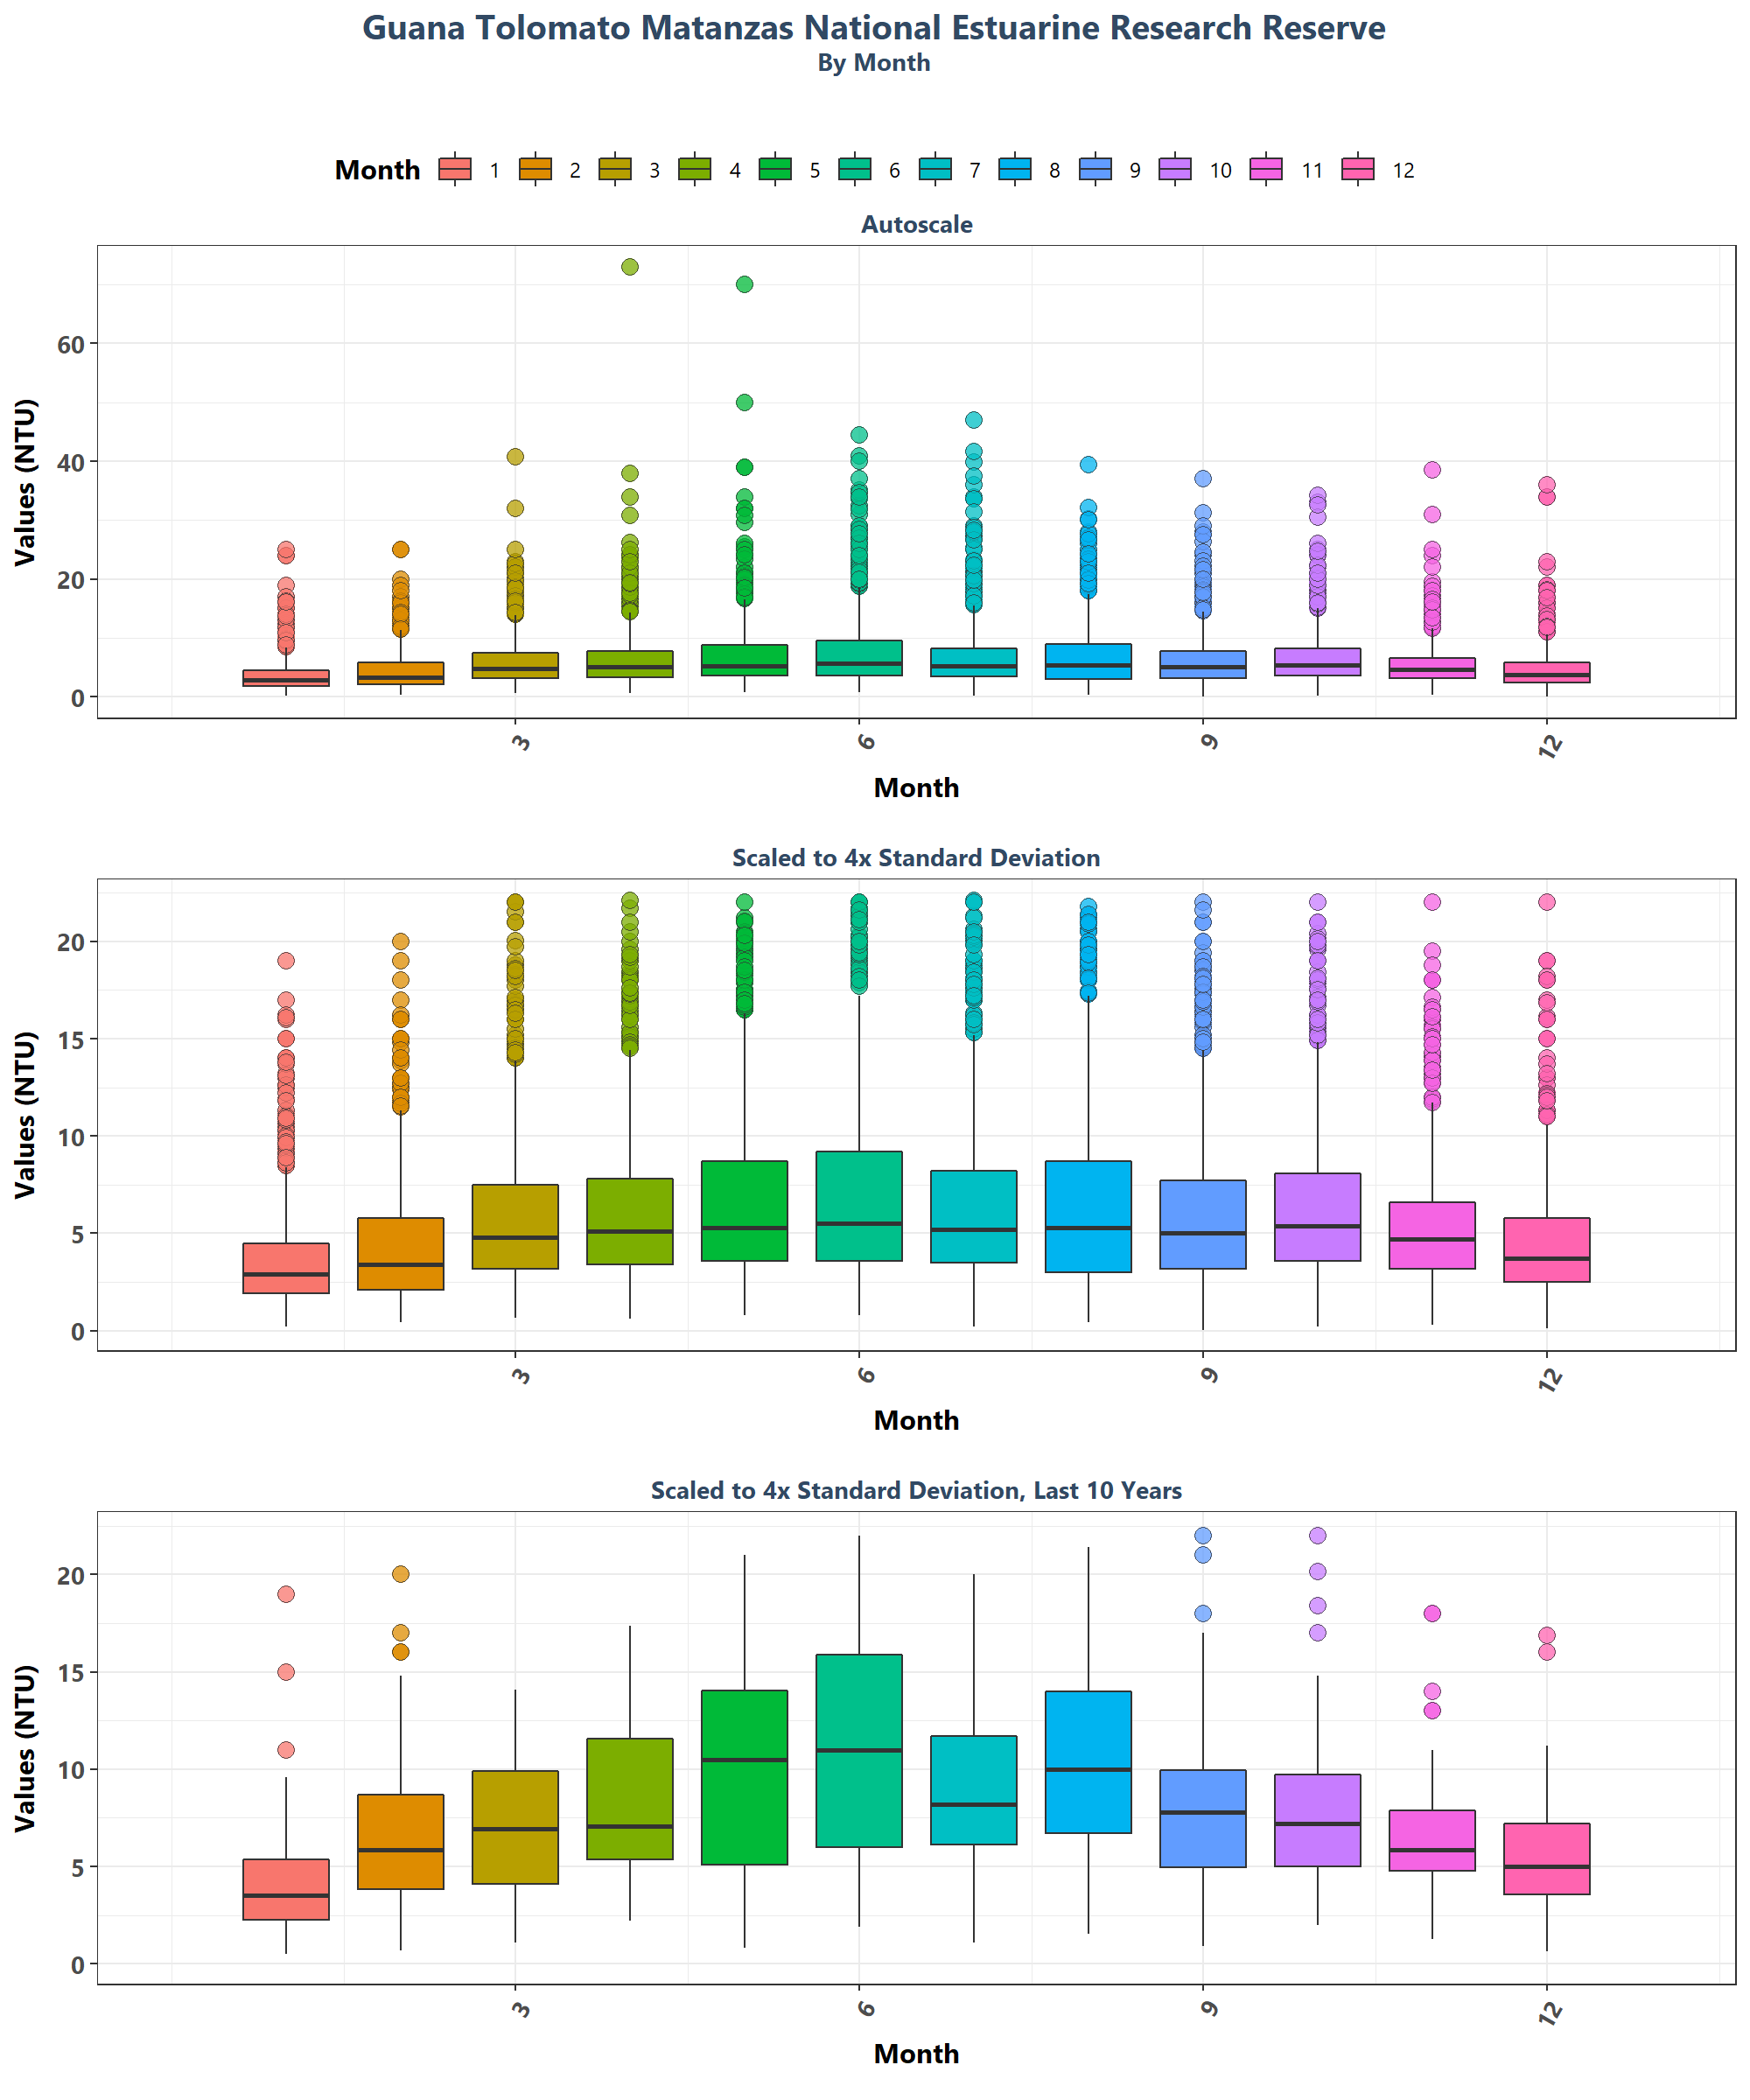 Guana Tolomato Matanzas National Estuarine Research Reserve
By Month
Month 1 2 3 4 5 6 7 8 9 10 11 12
Autoscale
Values (NTU)
60
40
20
0
3 6 9 12
Month
Scaled to 4x Standard Deviation
Values (NTU)
20
15
10
5
0
3 6 9 12
Month
Scaled to 4x Standard Deviation, Last 10 Years
Values (NTU)
20
15
10
5
0
3 6 9 12
Month